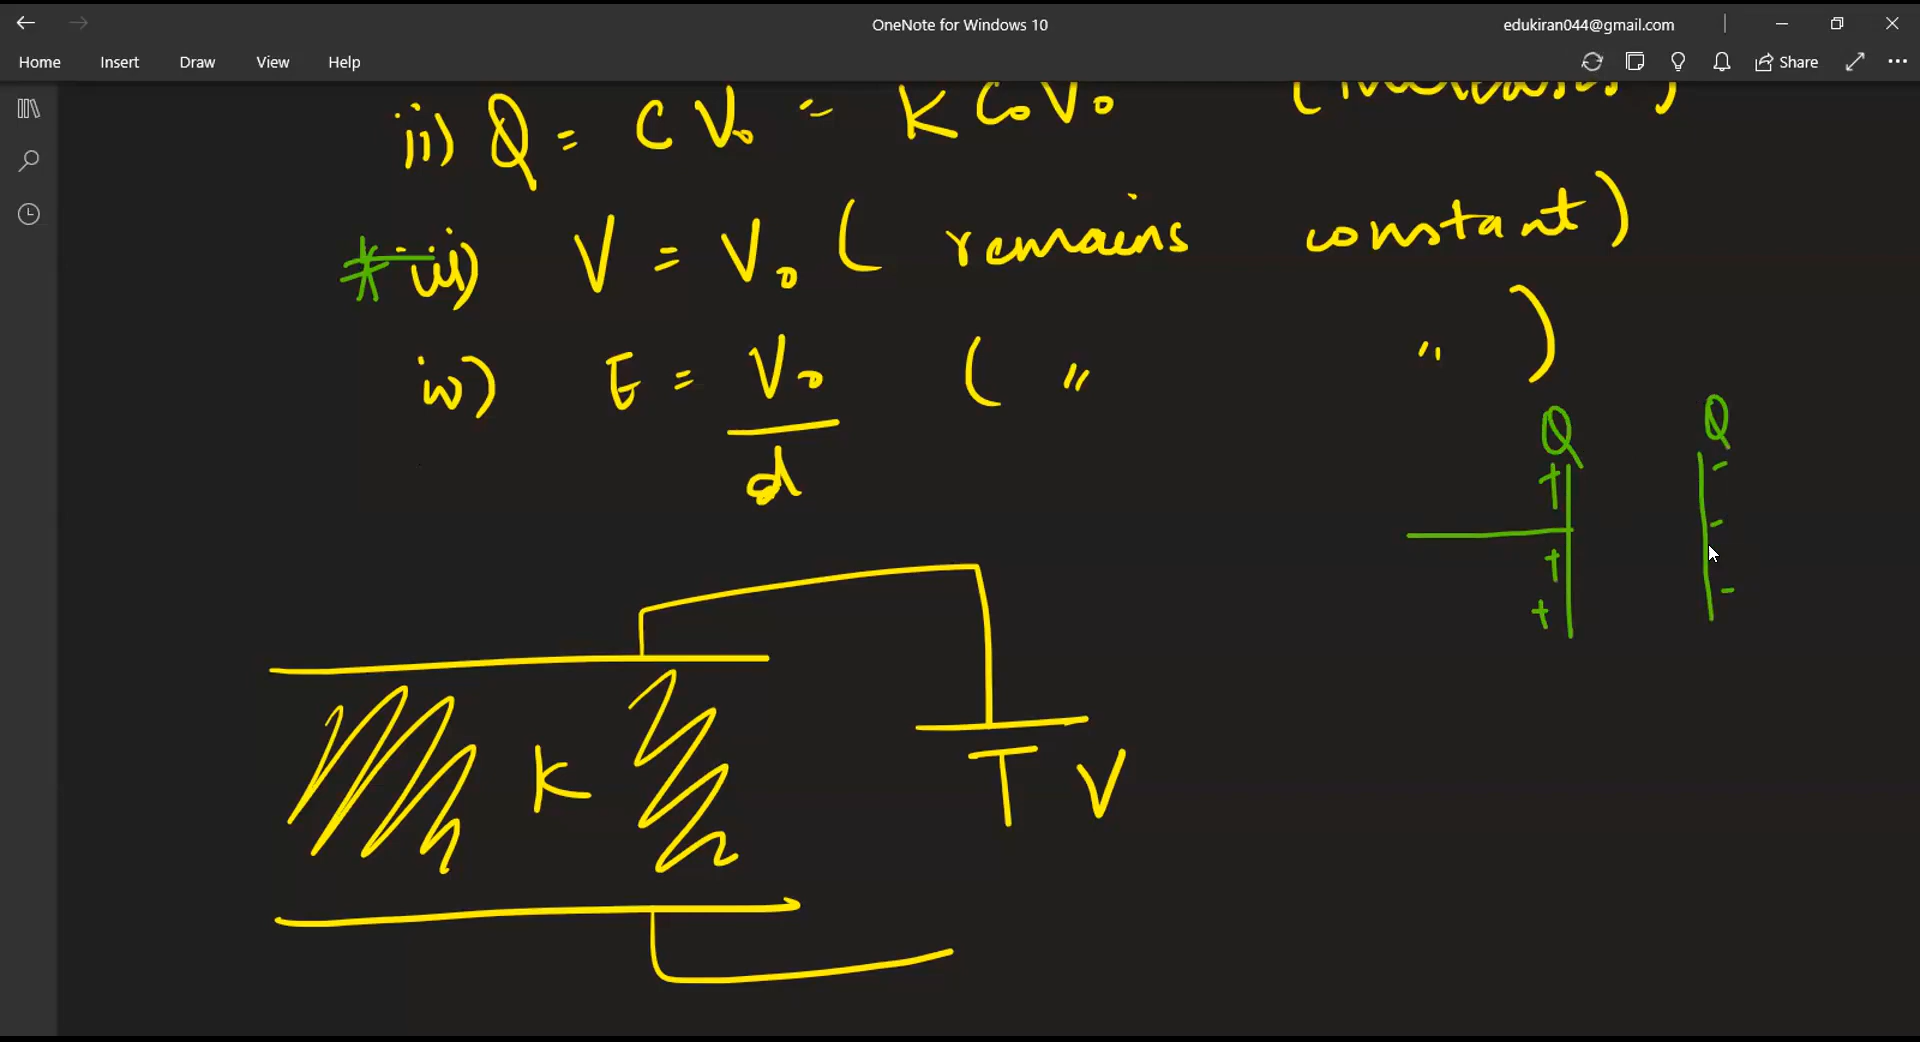 OneNote for Windows 10
edukiran044@gmail.com
Home Insert Draw View Help
Share
ii) Q = C V₀ = K C₀ V₀ (increases)
* iii) V = V₀ ( remains constant )
iv) E = V₀ / d ( " " )
Q Q
+ -
+ -
+ -
K
V